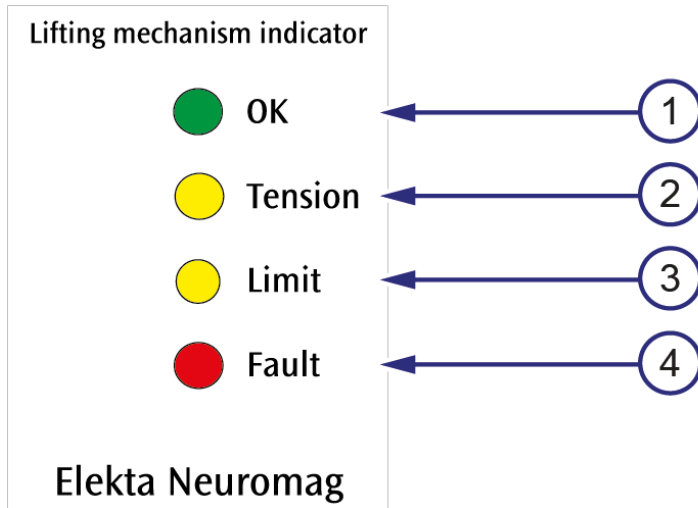 Lifting mechanism indicator
OK 1
Tension 2
Limit 3
Fault 4
Elekta Neuromag